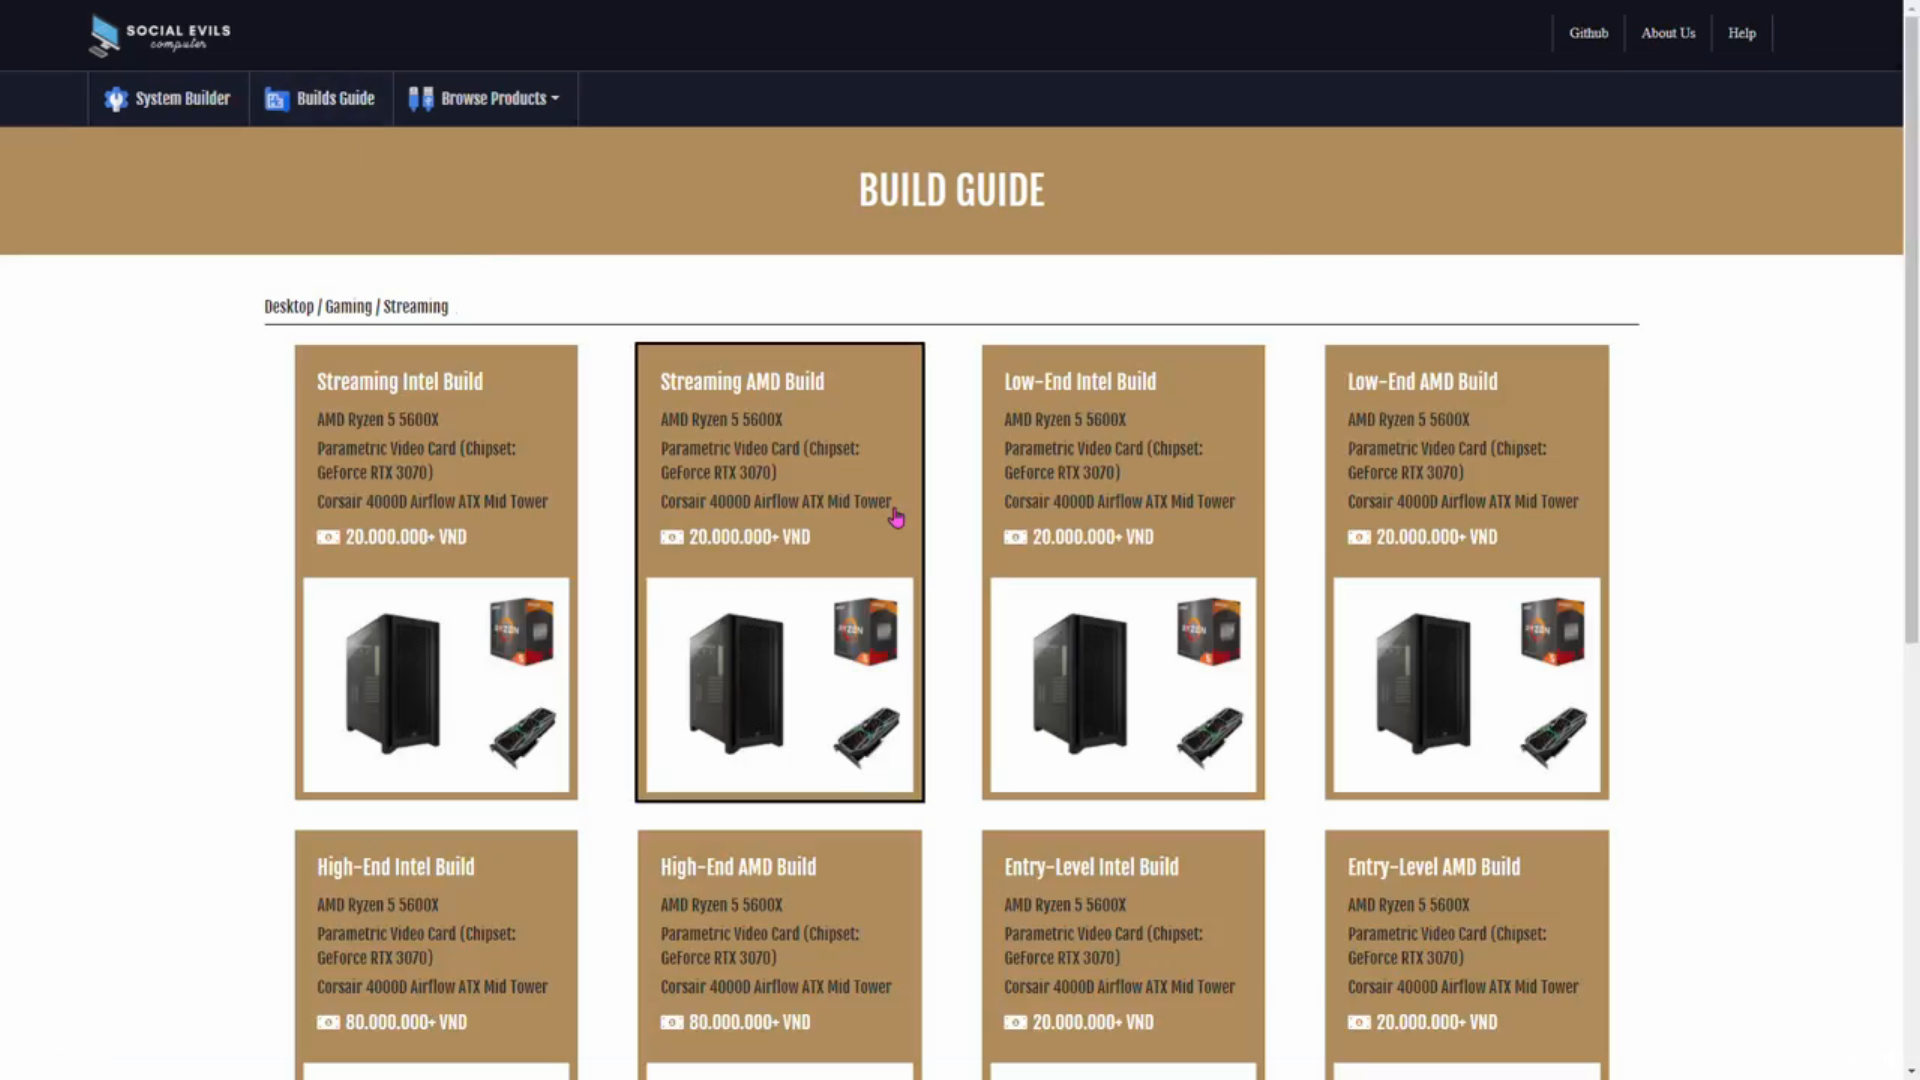 SOCIAL EVILS
computer
Github
About Us
Help
System Builder
Builds Guide
Browse Products
BUILD GUIDE
Desktop / Gaming / Streaming
Streaming Intel Build
AMD Ryzen 5 5600X
Parametric Video Card (Chipset:
GeForce RTX 3070)
Corsair 4000D Airflow ATX Mid Tower
20.000.000+ VND
RYZEN
Streaming AMD Build
AMD Ryzen 5 5600X
Parametric Video Card (Chipset:
GeForce RTX 3070)
Corsair 4000D Airflow ATX Mid Tower
20.000.000+ VND
RYZEN
Low-End Intel Build
AMD Ryzen 5 5600X
Parametric Video Card (Chipset:
GeForce RTX 3070)
Corsair 4000D Airflow ATX Mid Tower
20.000.000+ VND
RYZEN
Low-End AMD Build
AMD Ryzen 5 5600X
Parametric Video Card (Chipset:
GeForce RTX 3070)
Corsair 4000D Airflow ATX Mid Tower
20.000.000+ VND
RYZEN
High-End Intel Build
AMD Ryzen 5 5600X
Parametric Video Card (Chipset:
GeForce RTX 3070)
Corsair 4000D Airflow ATX Mid Tower
80.000.000+ VND
High-End AMD Build
AMD Ryzen 5 5600X
Parametric Video Card (Chipset:
GeForce RTX 3070)
Corsair 4000D Airflow ATX Mid Tower
80.000.000+ VND
Entry-Level Intel Build
AMD Ryzen 5 5600X
Parametric Video Card (Chipset:
GeForce RTX 3070)
Corsair 4000D Airflow ATX Mid Tower
20.000.000+ VND
Entry-Level AMD Build
AMD Ryzen 5 5600X
Parametric Video Card (Chipset:
GeForce RTX 3070)
Corsair 4000D Airflow ATX Mid Tower
20.000.000+ VND